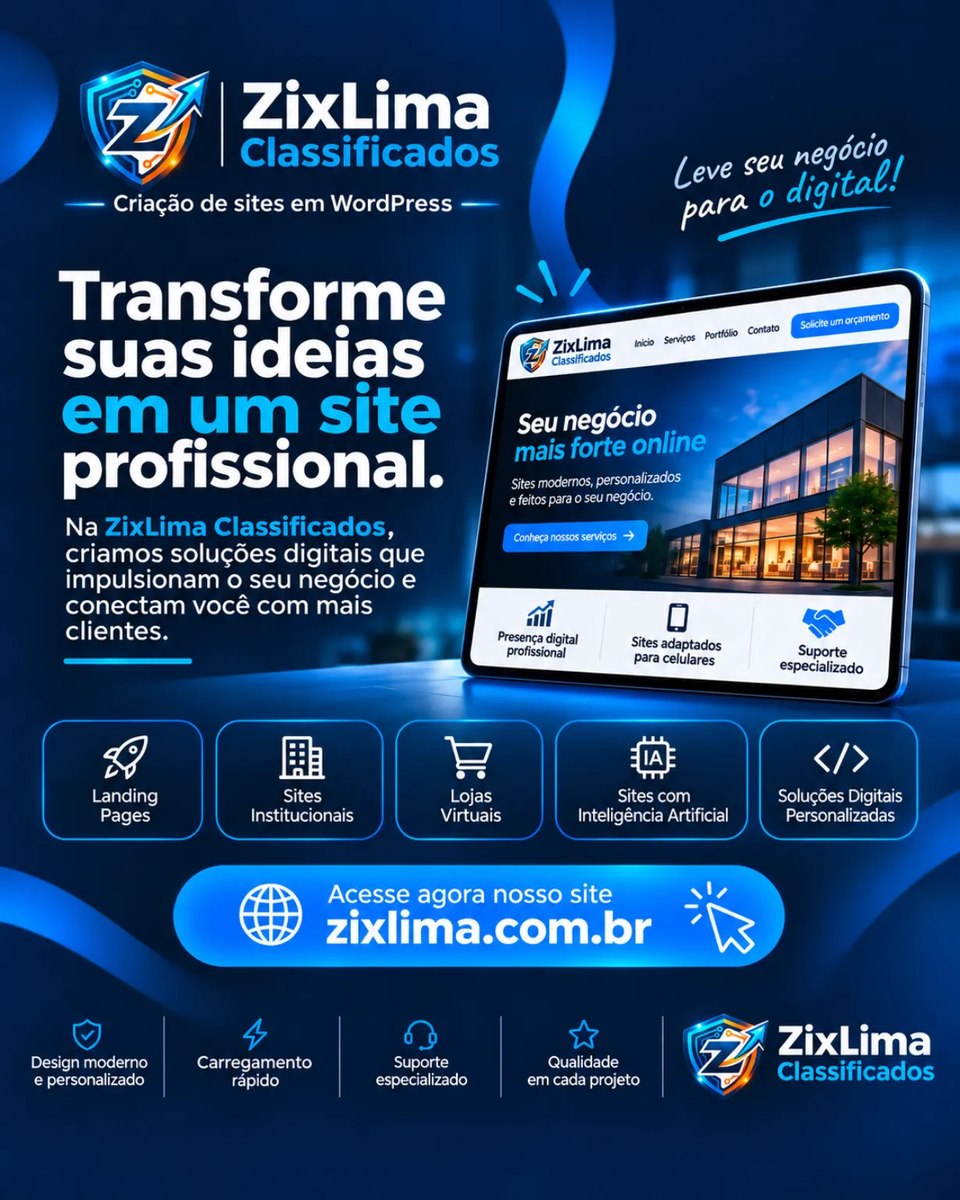 ZixLima
Classificados
Criação de sites em WordPress
Leve seu negócio
para o digital!
Transforme
suas ideias
em um site
profissional.
Na ZixLima Classificados,
criamos soluções digitais que
impulsionam o seu negócio e
conectam você com mais
clientes.
ZixLima
Classificados
Início Serviços Portfólio Contato Solicite um orçamento
Seu negócio
mais forte online
Sites modernos, personalizados
e feitos para o seu negócio.
Conheça nossos serviços →
Presença digital
profissional
Sites adaptados
para celulares
Suporte
especializado
Landing
Pages
Sites
Institucionais
Lojas
Virtuais
IA
Sites com
Inteligência Artificial
</>
Soluções Digitais
Personalizadas
Acesse agora nosso site
zixlima.com.br
Design moderno
e personalizado
Carregamento
rápido
Suporte
especializado
Qualidade
em cada projeto
ZixLima
Classificados